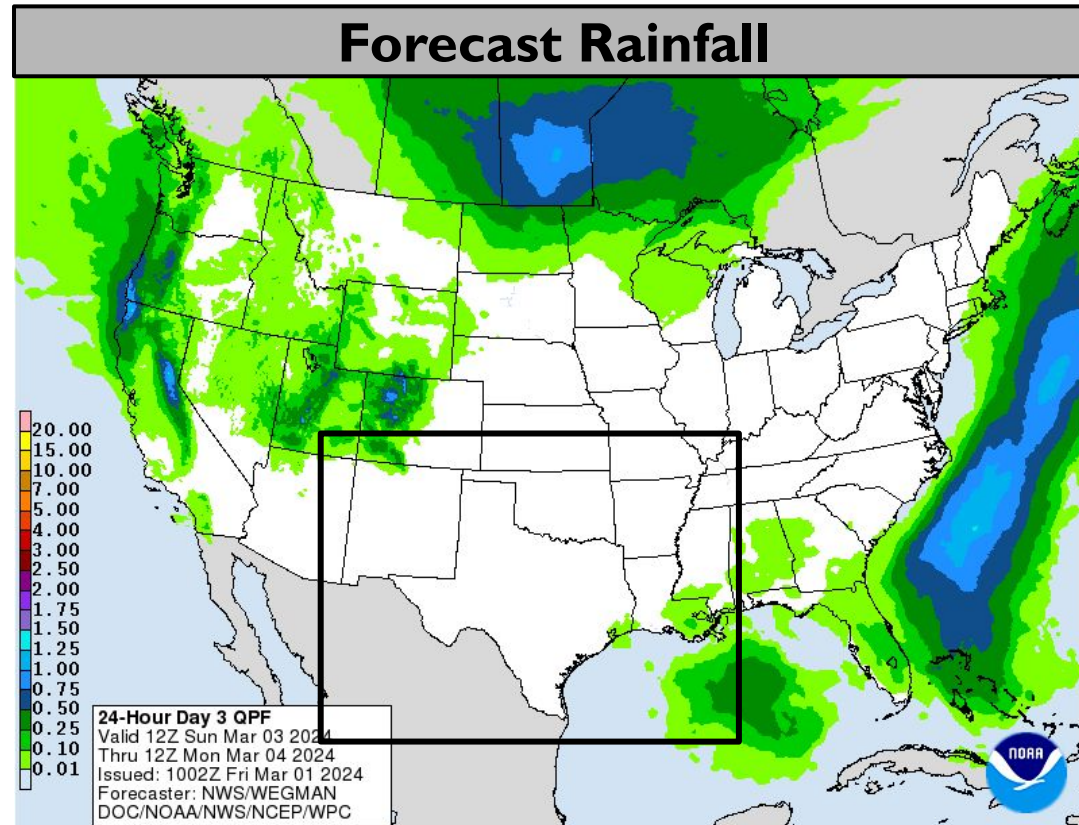 Forecast Rainfall
20.00
15.00
10.00
7.00
5.00
4.00
3.00
2.50
2.00
1.75
1.50
1.25
1.00
0.75
0.50
0.25
0.10
0.01
24-Hour Day 3 QPF
Valid 12Z Sun Mar 03 2024
Thru 12Z Mon Mar 04 2024
Issued: 1002Z Fri Mar 01 2024
Forecaster: NWS/WEGMAN
DOC/NOAA/NWS/NCEP/WPC
NOAA